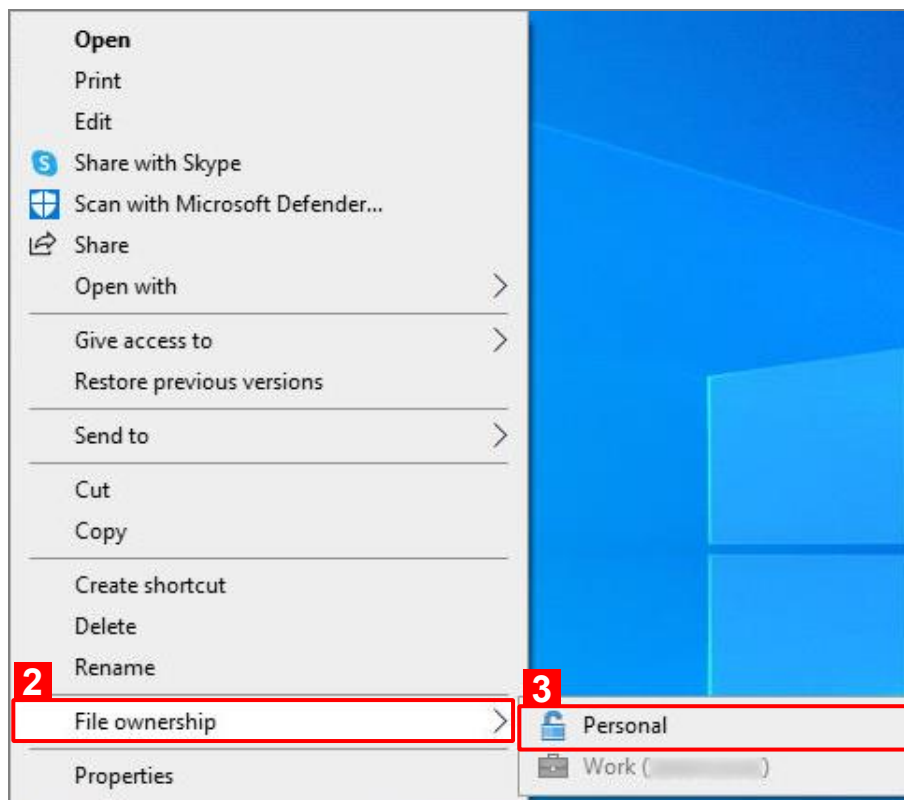 Open
Print
Edit
Share with Skype
Scan with Microsoft Defender...
Share
Open with
Give access to
Restore previous versions
Send to
Cut
Copy
Create shortcut
Delete
Rename
2
File ownership
3
Personal
Work ( )
Properties